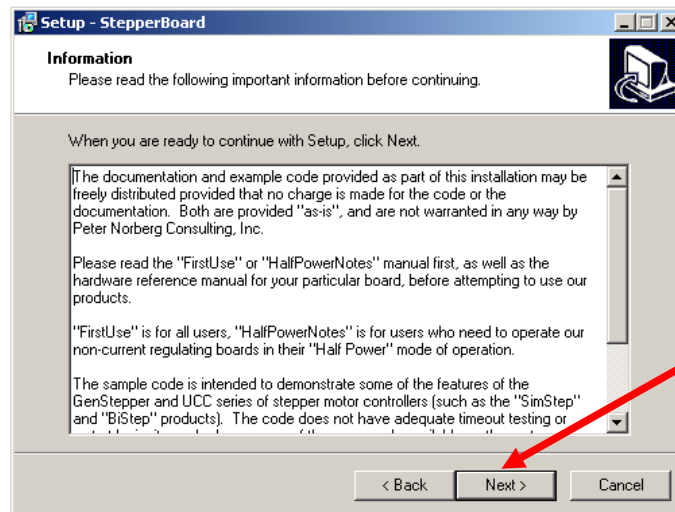 Setup - StepperBoard
Information
Please read the following important information before continuing.
When you are ready to continue with Setup, click Next.
The documentation and example code provided as part of this installation may be
freely distributed provided that no charge is made for the code or the
documentation.  Both are provided "as-is", and are not warranted in any way by
Peter Norberg Consulting, Inc.
Please read the "FirstUse" or "HalfPowerNotes" manual first, as well as the
hardware reference manual for your particular board, before attempting to use our
products.
"FirstUse" is for all users, "HalfPowerNotes" is for users who need to operate our
non-current regulating boards in their "Half Power" mode of operation.
The sample code is intended to demonstrate some of the features of the
GenStepper and UCC series of stepper motor controllers (such as the "SimStep"
and "BiStep" products).  The code does not have adequate timeout testing or
< Back
Next >
Cancel